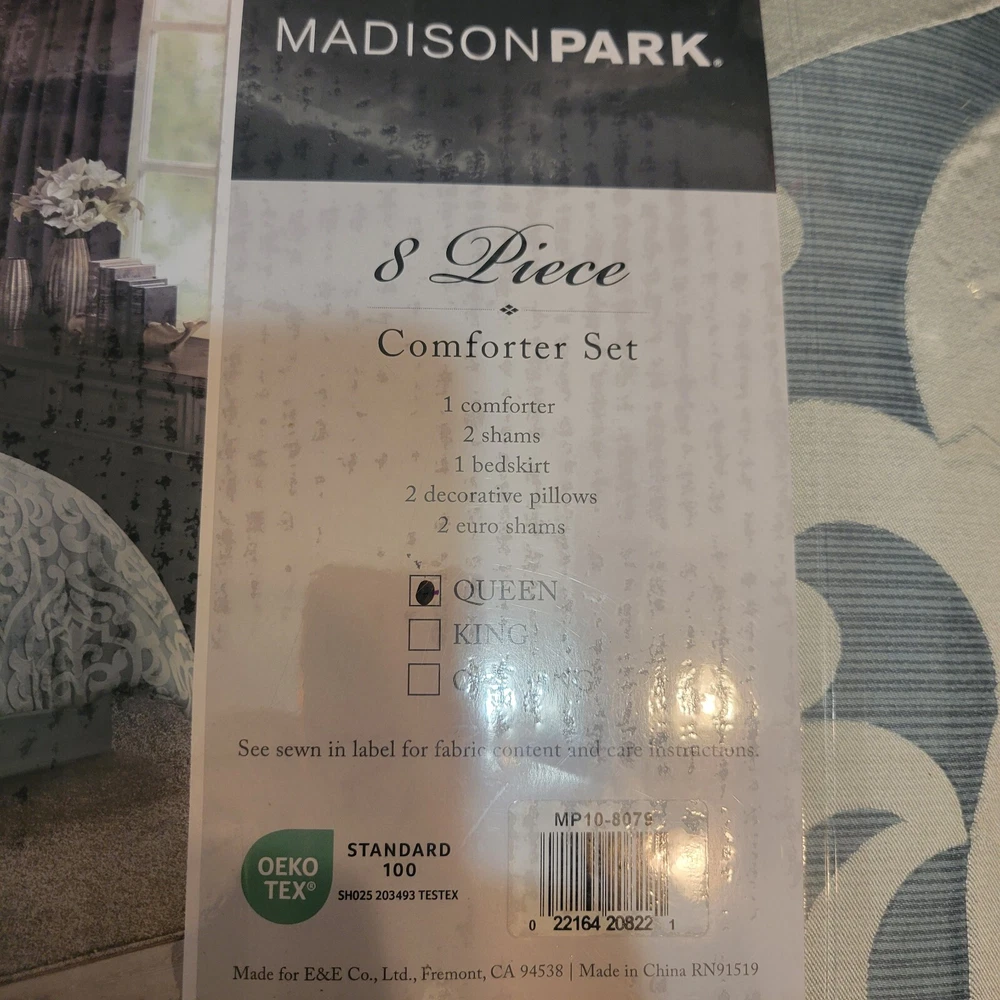 MADISONPARK.
8 Piece
Comforter Set
1 comforter
2 shams
1 bedskirt
2 decorative pillows
2 euro shams
QUEEN
KING
See sewn in label for fabric content and care instructions.
MP10-8079
OEKO
TEX®
STANDARD
100
SH025 203493 TESTEX
0 22164 20822 1
Made for E&E Co., Ltd., Fremont, CA 94538 | Made in China RN91519